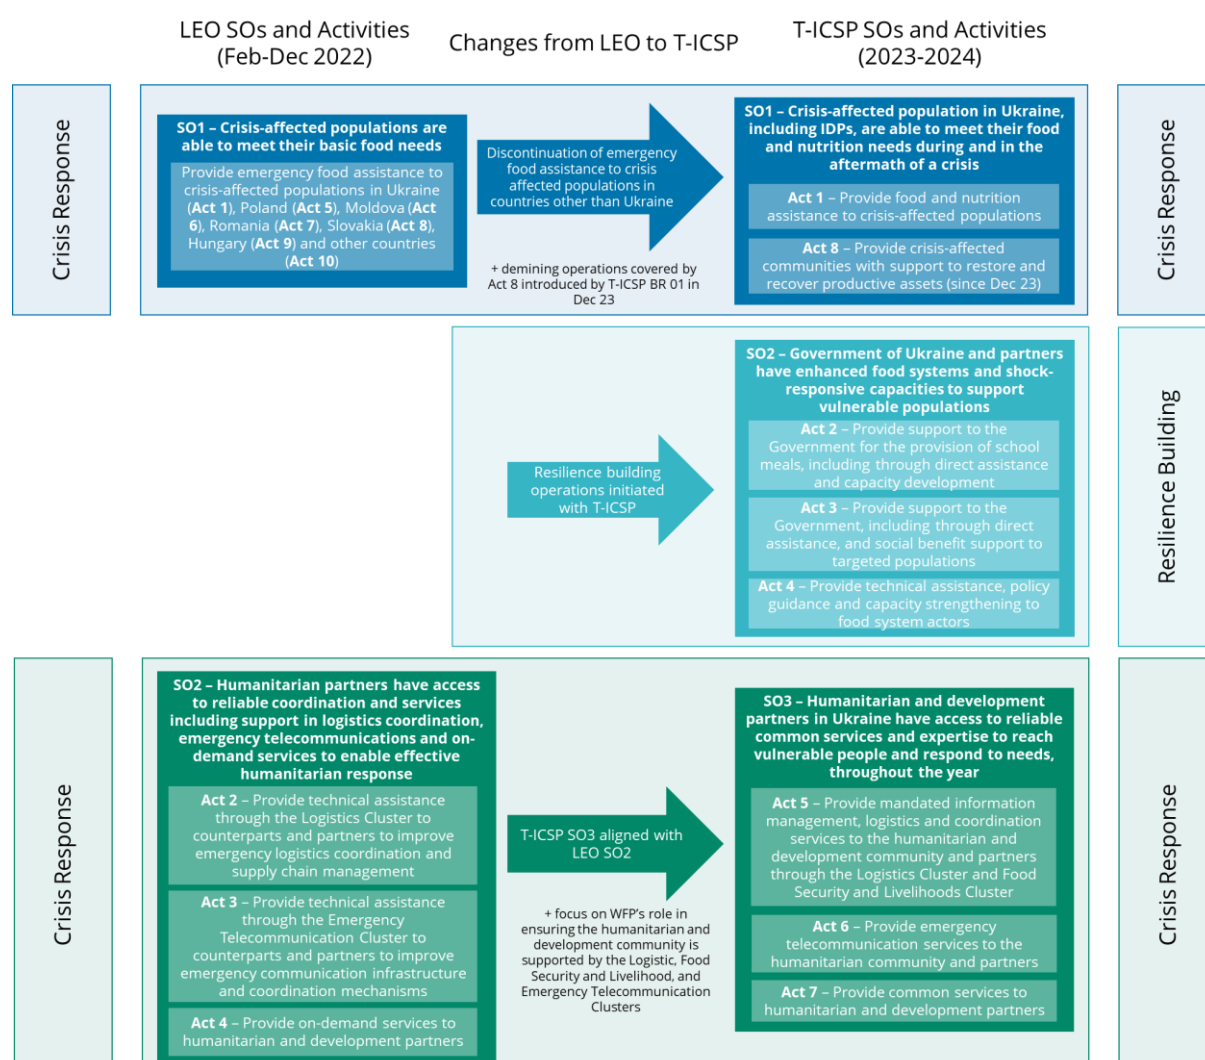 LEO SOs and Activities
(Feb-Dec 2022)
Changes from LEO to T-ICSP
T-ICSP SOs and Activities
(2023-2024)
Crisis Response
SO1 – Crisis-affected populations are
able to meet their basic food needs
Provide emergency food assistance to
crisis-affected populations in Ukraine
(Act 1), Poland (Act 5), Moldova (Act
6), Romania (Act 7), Slovakia (Act 8),
Hungary (Act 9) and other countries
(Act 10)
Discontinuation of emergency
food assistance to crisis
affected populations in
countries other than Ukraine
+ demining operations covered by
Act 8 introduced by T-ICSP BR 01 in
Dec 23
SO1 – Crisis-affected population in Ukraine,
including IDPs, are able to meet their food
and nutrition needs during and in the
aftermath of a crisis
Act 1 – Provide food and nutrition
assistance to crisis-affected populations
Act 8 – Provide crisis-affected
communities with support to restore and
recover productive assets (since Dec 23)
Crisis Response
Resilience building
operations initiated
with T-ICSP
SO2 – Government of Ukraine and partners
have enhanced food systems and shock-
responsive capacities to support
vulnerable populations
Act 2 – Provide support to the
Government for the provision of school
meals, including through direct assistance
and capacity development
Act 3 – Provide support to the
Government, including through direct
assistance, and social benefit support to
targeted populations
Act 4 – Provide technical assistance, policy
guidance and capacity strengthening to
food system actors
Resilience Building
Crisis Response
SO2 – Humanitarian partners have access
to reliable coordination and services
including support in logistics coordination,
emergency telecommunications and on-
demand services to enable effective
humanitarian response
Act 2 – Provide technical assistance
through the Logistics Cluster to
counterparts and partners to improve
emergency logistics coordination and
supply chain management
Act 3 – Provide technical assistance
through the Emergency
Telecommunication Cluster to
counterparts and partners to improve
emergency communication infrastructure
and coordination mechanisms
Act 4 – Provide on-demand services to
humanitarian and development partners
T-ICSP SO3 aligned with
LEO SO2
+ focus on WFP's role in
ensuring the humanitarian and
development community is
supported by the Logistic, Food
Security and Livelihood, and
Emergency Telecommunication
Clusters
SO3 – Humanitarian and development
partners in Ukraine have access to reliable
common services and expertise to reach
vulnerable people and respond to needs,
throughout the year
Act 5 – Provide mandated information
management, logistics and coordination
services to the humanitarian and
development community and partners
through the Logistics Cluster and Food
Security and Livelihoods Cluster
Act 6 – Provide emergency
telecommunication services to the
humanitarian community and partners
Act 7 – Provide common services to
humanitarian and development partners
Crisis Response